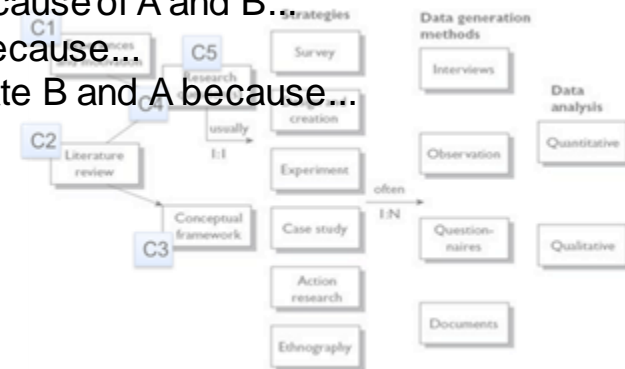 cause of A and B...
ecause...
te B and A because...
C1
C5
Research
C4
usually
1:1
C2
Literature
review
Conceptual
framework
C3
Strategies
Survey
creation
Experiment
Case study
Action
research
Ethnography
often
1:N
Data generation
methods
Interviews
Observation
Question-
naires
Documents
Data
analysis
Quantitative
Qualitative